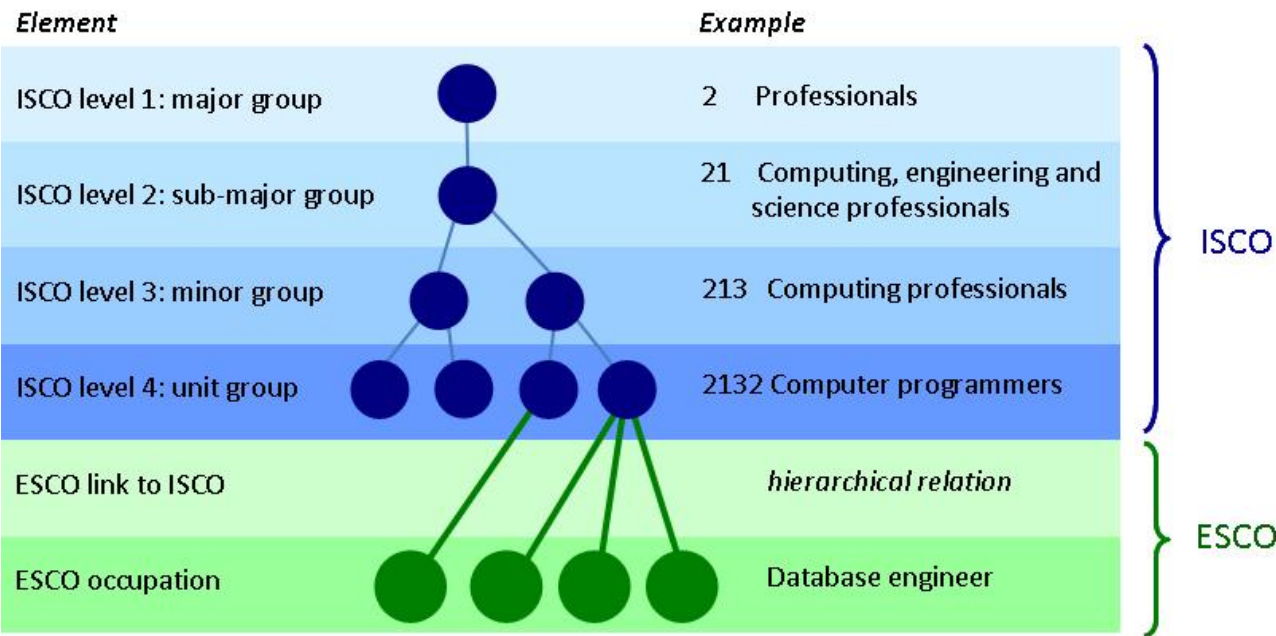 Element Example
ISCO level 1: major group 2 Professionals
ISCO level 2: sub-major group 21 Computing, engineering and
science professionals
ISCO
ISCO level 3: minor group 213 Computing professionals
ISCO level 4: unit group 2132 Computer programmers
ESCO link to ISCO hierarchical relation
ESCO
ESCO occupation Database engineer